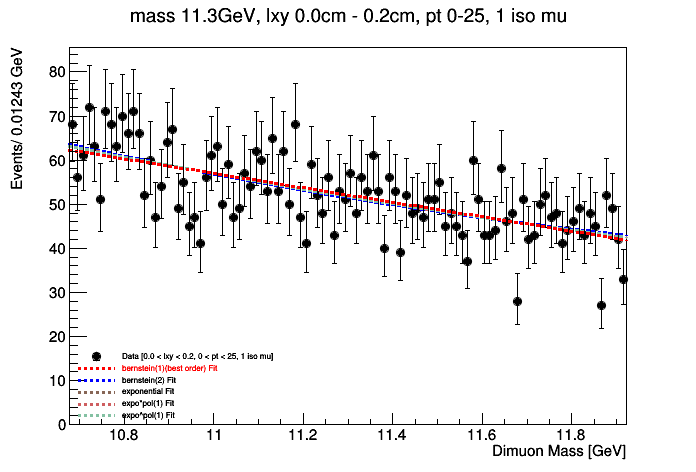 mass 11.3GeV, lxy 0.0cm - 0.2cm, pt 0-25, 1 iso mu
Events/ 0.01243 GeV
80
70
60
50
40
30
20
10
0
Data [0.0 < lxy < 0.2, 0 < pt < 25, 1 iso mu]
bernstein(1)(best order) Fit
bernstein(2) Fit
exponential Fit
expo*pol(1) Fit
expo^pol(1) Fit
10.8 11 11.2 11.4 11.6 11.8
Dimuon Mass [GeV]